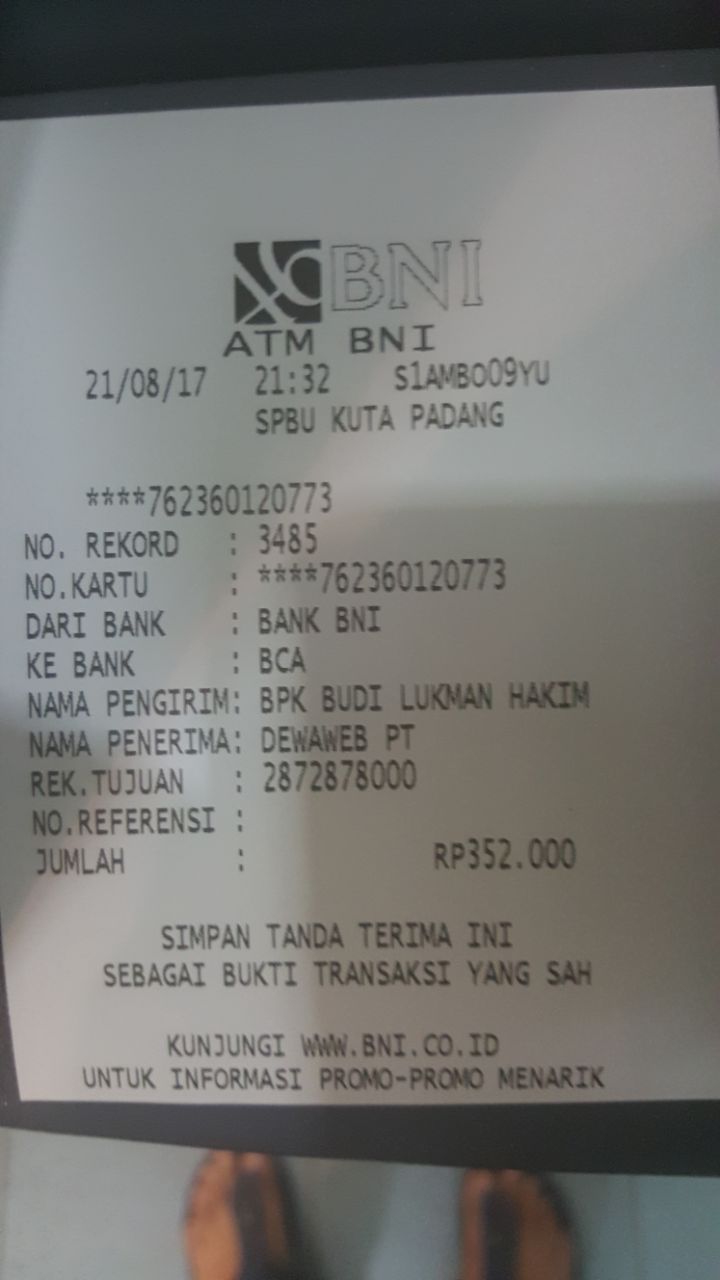 BNI
ATM BNI
21/08/17 21:32 S1AMBO09YU
SPBU KUTA PADANG
****762360120773
NO. REKORD : 3485
NO.KARTU : ****762360120773
DARI BANK : BANK BNI
KE BANK : BCA
NAMA PENGIRIM: BPK BUDI LUKMAN HAKIM
NAMA PENERIMA: DEWAWEB PT
REK.TUJUAN : 2872878000
NO.REFERENSI :
JUMLAH : RP352.000
SIMPAN TANDA TERIMA INI
SEBAGAI BUKTI TRANSAKSI YANG SAH
KUNJUNGI WWW.BNI.CO.ID
UNTUK INFORMASI PROMO-PROMO MENARIK